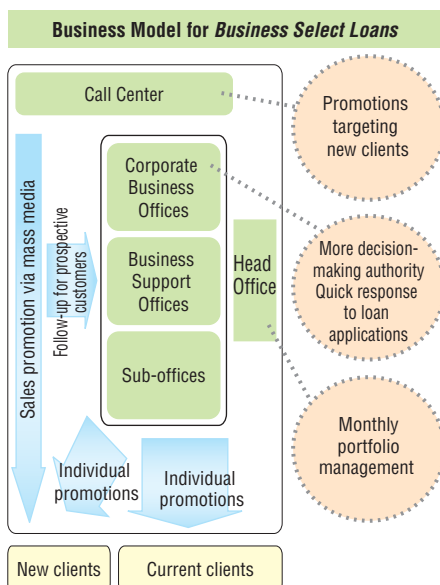 Business Model for Business Select Loans
Call Center
Promotions
targeting
new clients
Sales promotion via mass media
Follow-up for prospective
customers
Corporate
Business
Offices
Business
Support
Offices
Sub-offices
Head
Office
More decision-
making authority
Quick response
to loan
applications
Monthly
portfolio
management
Individual
promotions
Individual
promotions
New clients
Current clients